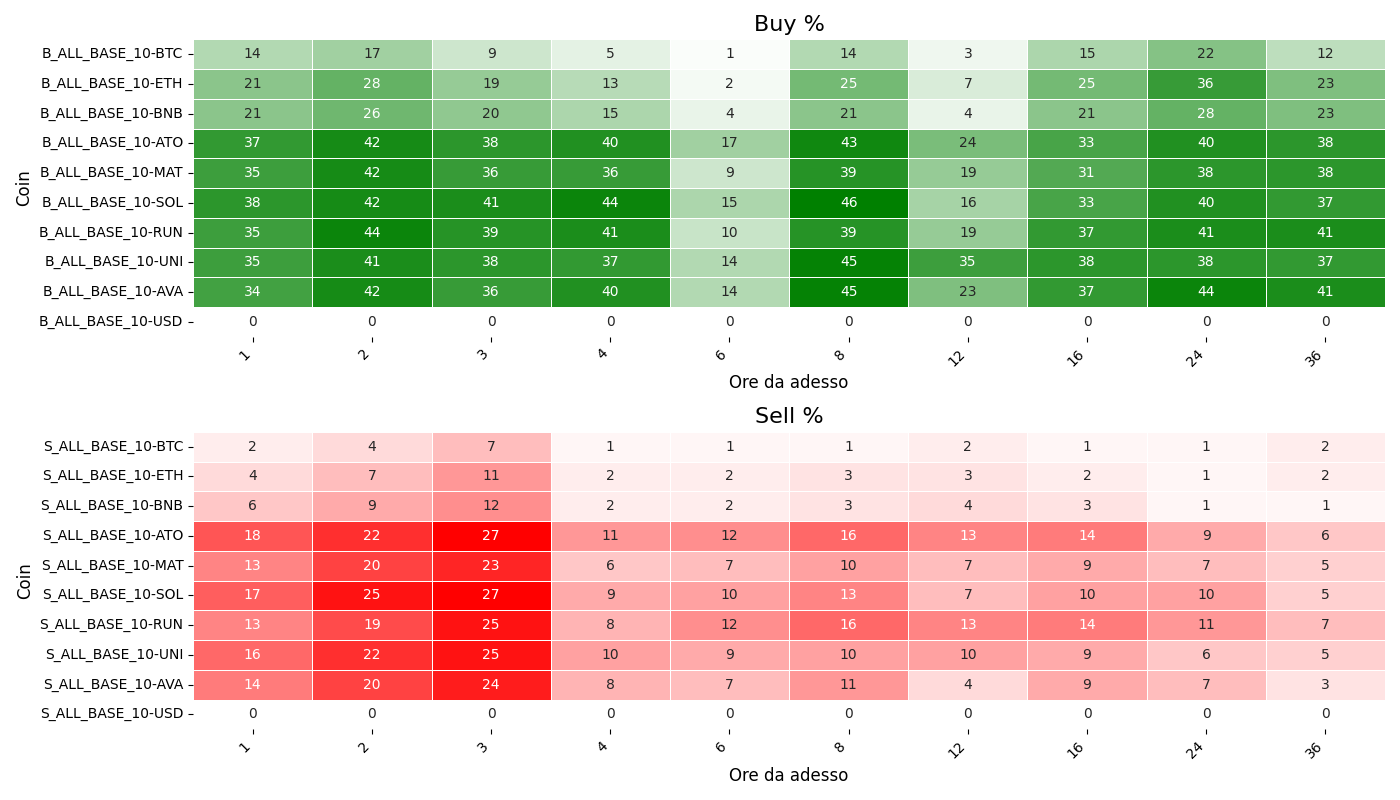 Buy %
Coin
B_ALL_BASE_10-BTC 14 17 9 5 1 14 3 15 22 12
B_ALL_BASE_10-ETH 21 28 19 13 2 25 7 25 36 23
B_ALL_BASE_10-BNB 21 26 20 15 4 21 4 21 28 23
B_ALL_BASE_10-ATO 37 42 38 40 17 43 24 33 40 38
B_ALL_BASE_10-MAT 35 42 36 36 9 39 19 31 38 38
B_ALL_BASE_10-SOL 38 42 41 44 15 46 16 33 40 37
B_ALL_BASE_10-RUN 35 44 39 41 10 39 19 37 41 41
B_ALL_BASE_10-UNI 35 41 38 37 14 45 35 38 38 37
B_ALL_BASE_10-AVA 34 42 36 40 14 45 23 37 44 41
B_ALL_BASE_10-USD 0 0 0 0 0 0 0 0 0 0
1 2 3 4 6 8 12 16 24 36
Ore da adesso
Sell %
Coin
S_ALL_BASE_10-BTC 2 4 7 1 1 1 2 1 1 2
S_ALL_BASE_10-ETH 4 7 11 2 2 3 3 2 1 2
S_ALL_BASE_10-BNB 6 9 12 2 2 3 4 3 1 1
S_ALL_BASE_10-ATO 18 22 27 11 12 16 13 14 9 6
S_ALL_BASE_10-MAT 13 20 23 6 7 10 7 9 7 5
S_ALL_BASE_10-SOL 17 25 27 9 10 13 7 10 10 5
S_ALL_BASE_10-RUN 13 19 25 8 12 16 13 14 11 7
S_ALL_BASE_10-UNI 16 22 25 10 9 10 10 9 6 5
S_ALL_BASE_10-AVA 14 20 24 8 7 11 4 9 7 3
S_ALL_BASE_10-USD 0 0 0 0 0 0 0 0 0 0
1 2 3 4 6 8 12 16 24 36
Ore da adesso